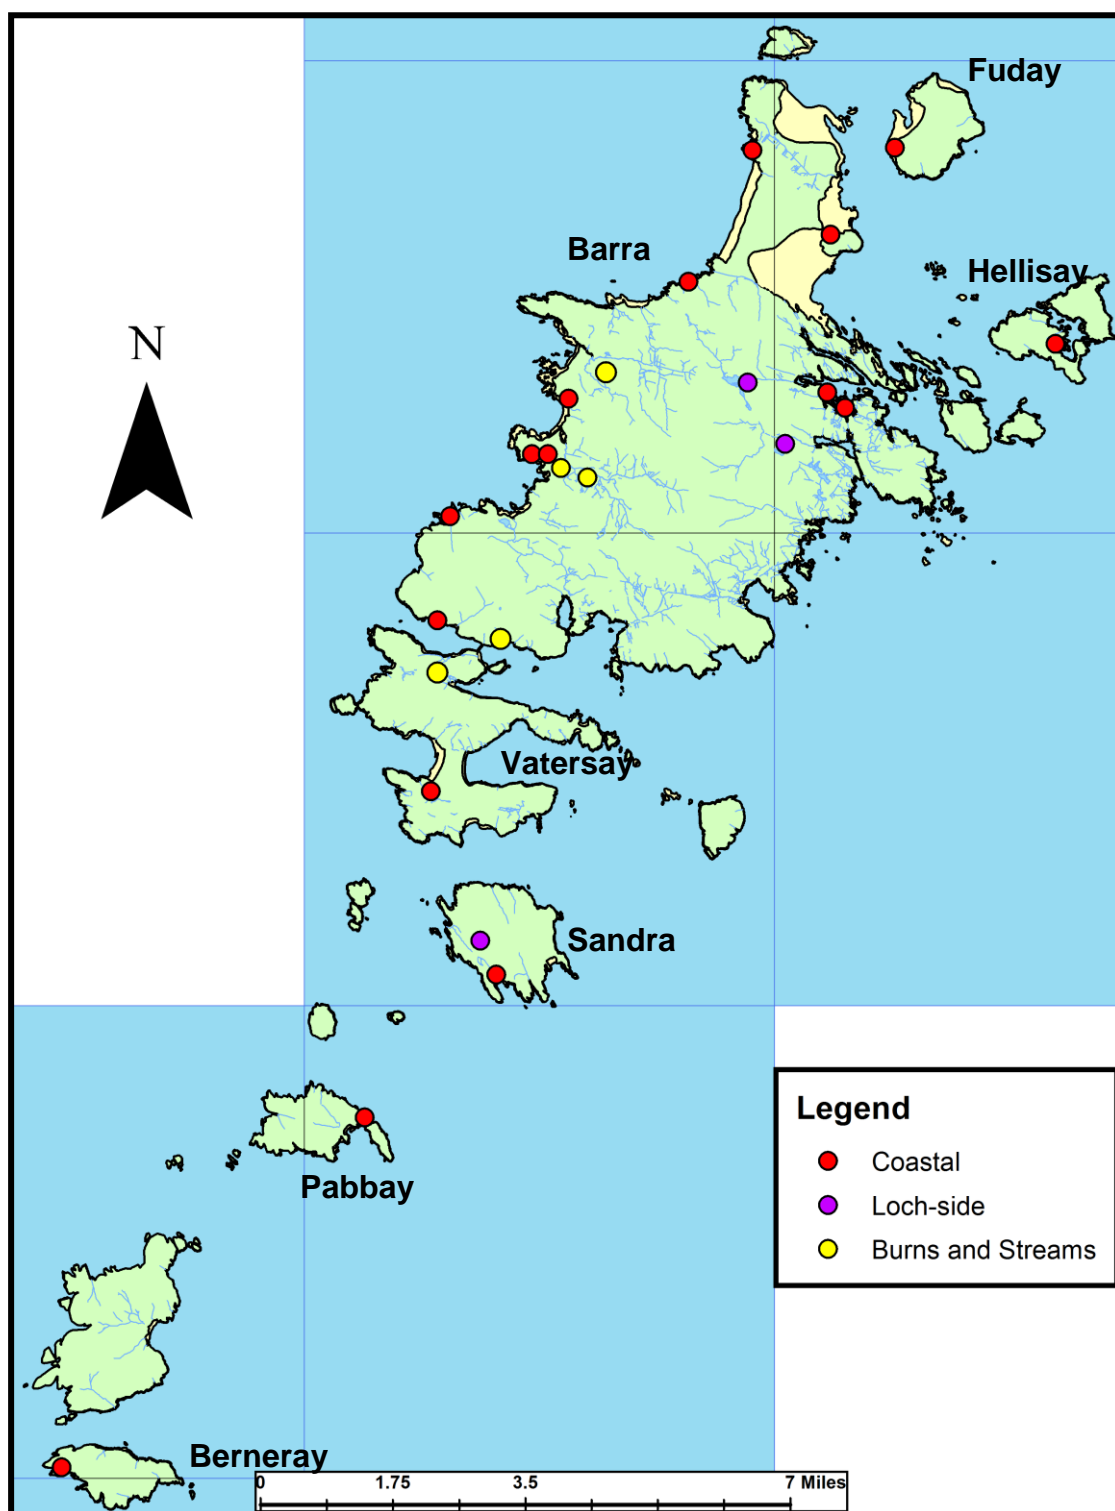 Fuday
Barra
Hellisay
N
Vatersay
Sandra
Legend
Coastal
Loch-side
Burns and Streams
Pabbay
Berneray
0 1.75 3.5 7 Miles